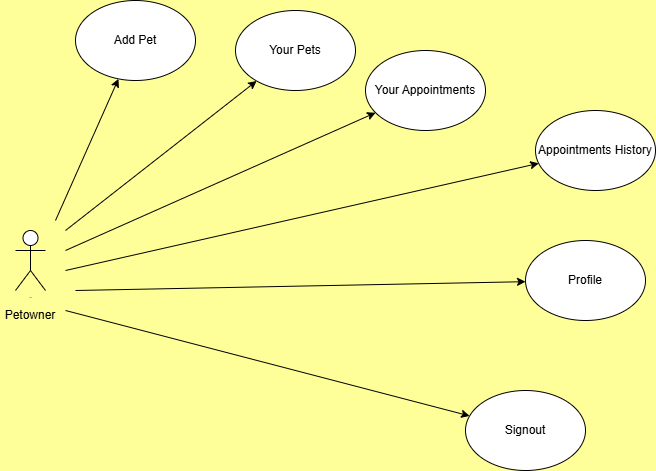 Add Pet
Your Pets
Your Appointments
Appointments History
Profile
Petowner
Signout